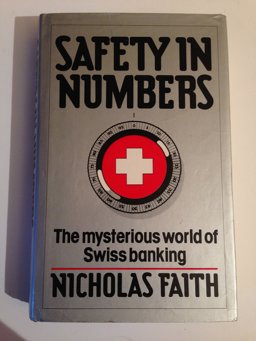 SAFETY IN
NUMBERS
The mysterious world of
Swiss banking
NICHOLAS FAITH